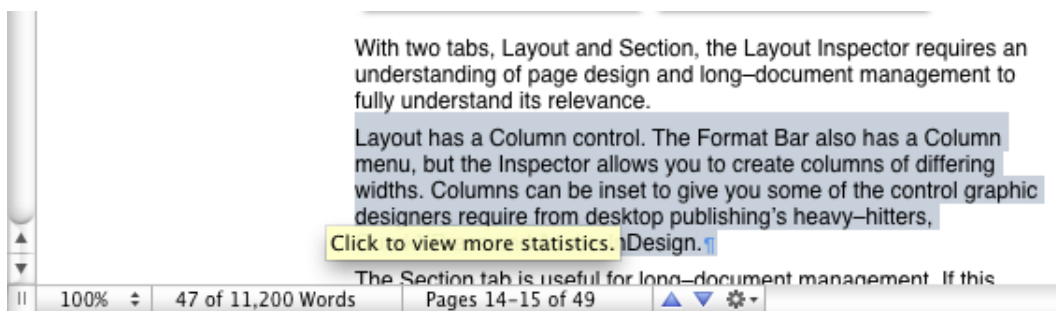 With two tabs, Layout and Section, the Layout Inspector requires an
understanding of page design and long–document management to
fully understand its relevance.
Layout has a Column control. The Format Bar also has a Column
menu, but the Inspector allows you to create columns of differing
widths. Columns can be inset to give you some of the control graphic
designers require from desktop publishing’s heavy–hitters,
Click to view more statistics. nDesign.¶
The Section tab is useful for long–document management. If this
100% 47 of 11,200 Words Pages 14–15 of 49